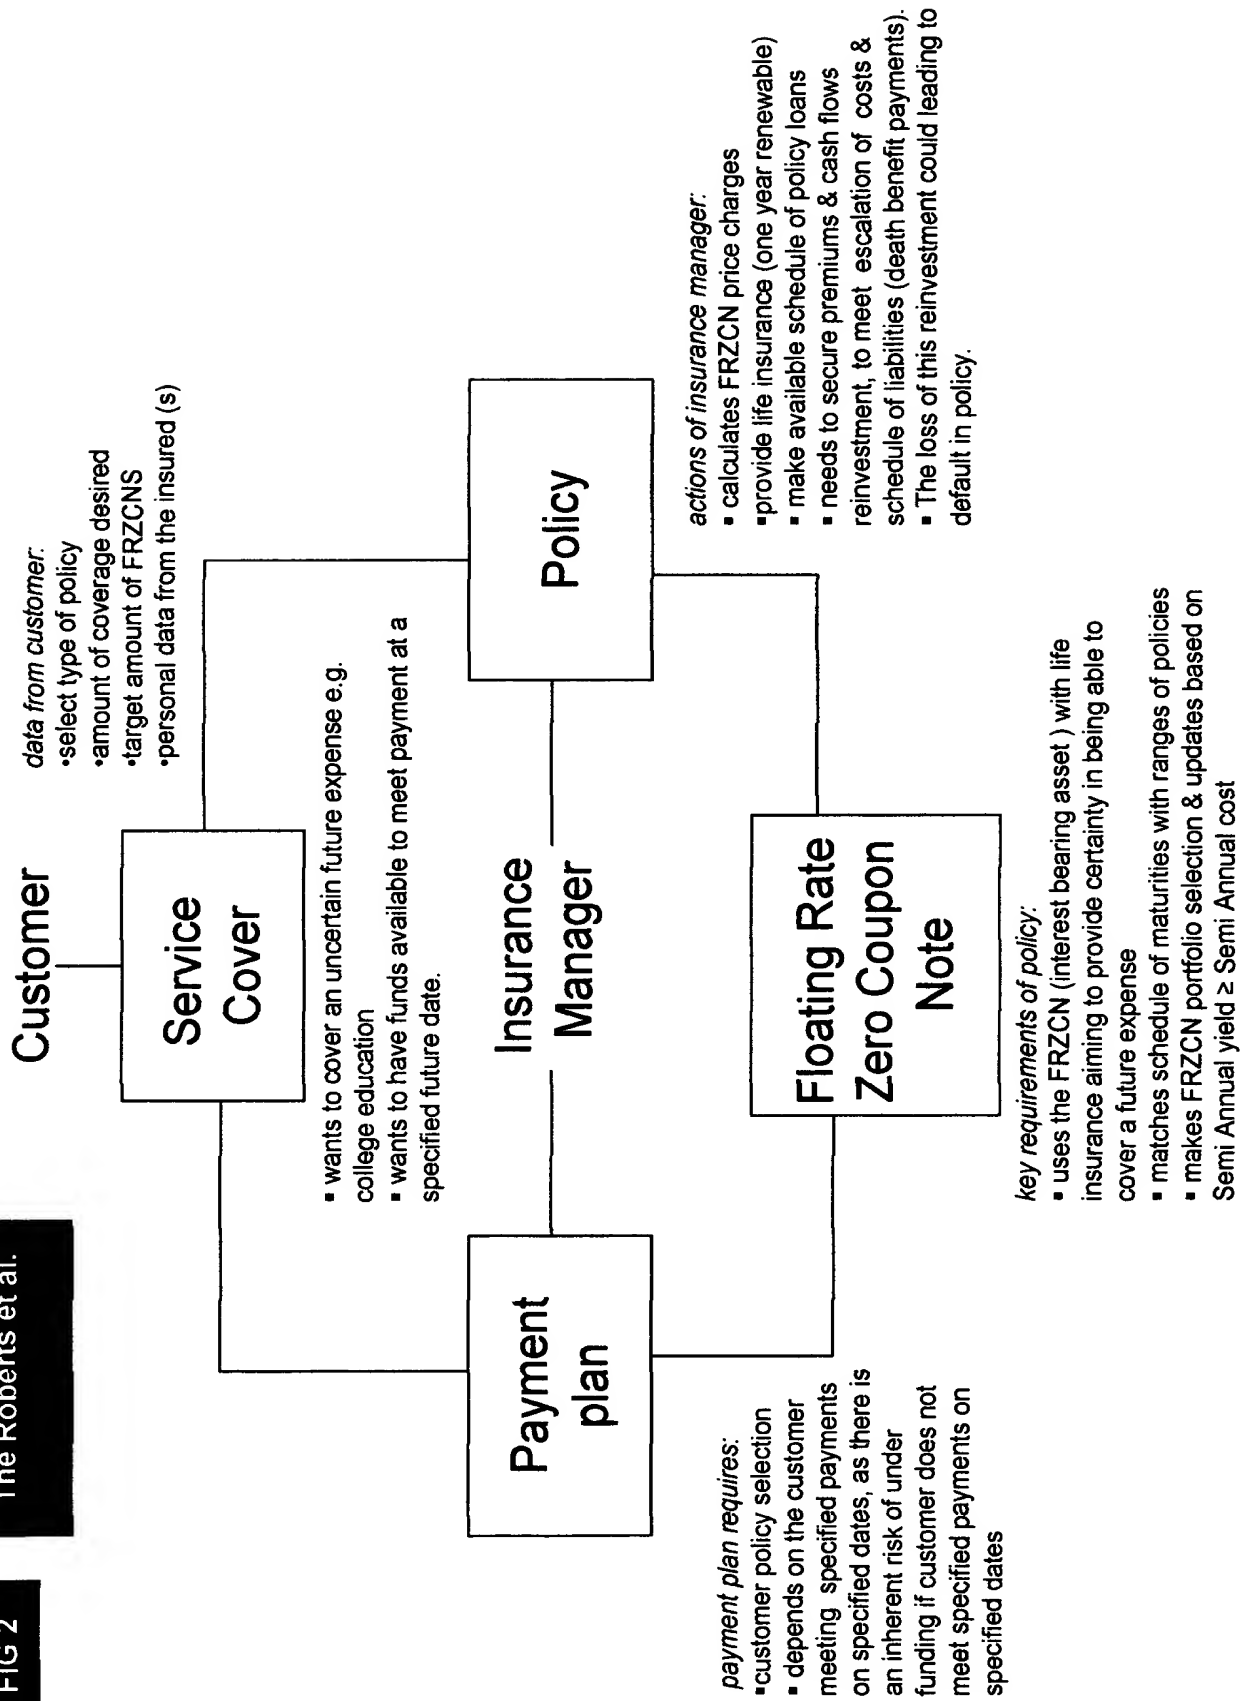 FIG 2
The Roberts et al.
Customer
Service
Cover
data from customer:
•select type of policy
•amount of coverage desired
•target amount of FRZCNS
•personal data from the insured (s)
▪ wants to cover an uncertain future expense e.g.
college education
▪ wants to have funds available to meet payment at a
specified future date.
Payment
plan
Insurance
Manager
Policy
payment plan requires:
▪customer policy selection
▪ depends on the customer
meeting specified payments
on specified dates, as there is
an inherent risk of under
funding if customer does not
meet specified payments on
specified dates
Floating Rate
Zero Coupon
Note
actions of insurance manager:
▪ calculates FRZCN price charges
▪provide life insurance (one year renewable)
▪ make available schedule of policy loans
▪ needs to secure premiums & cash flows
reinvestment, to meet escalation of costs &
schedule of liabilities (death benefit payments).
▪ The loss of this reinvestment could leading to
default in policy.
key requirements of policy:
▪ uses the FRZCN (interest bearing asset ) with life
insurance aiming to provide certainty in being able to
cover a future expense
▪ matches schedule of maturities with ranges of policies
▪ makes FRZCN portfolio selection & updates based on
Semi Annual yield ≥ Semi Annual cost